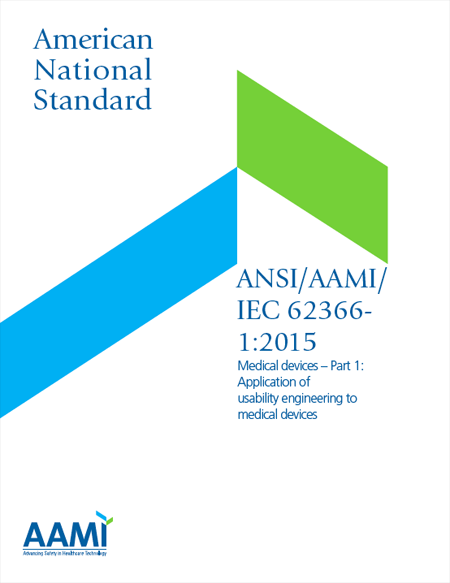 American
National
Standard
ANSI/AAMI/
IEC 62366-
1:2015
Medical devices – Part 1:
Application of
usability engineering to
medical devices
AAMI
Advancing Safety in Healthcare Technology